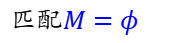 匹配M = ϕ